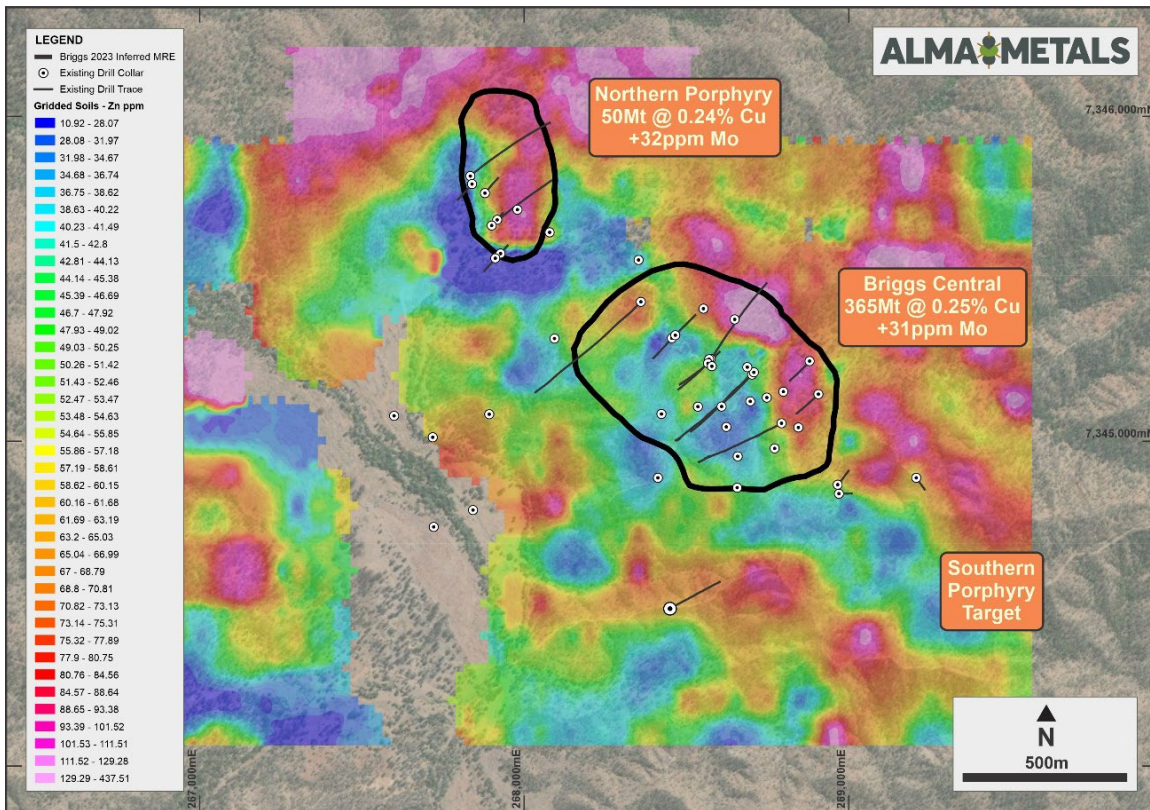 LEGEND
Briggs 2023 Inferred MRE
Existing Drill Collar
Existing Drill Trace
Gridded Soils - Zn ppm
10.92 - 28.07
28.08 - 31.97
31.98 - 34.67
34.68 - 36.74
36.75 - 38.62
38.63 - 40.22
40.23 - 41.49
41.5 - 42.8
42.81 - 44.13
44.14 - 45.38
45.39 - 46.69
46.7 - 47.92
47.93 - 49.02
49.03 - 50.25
50.26 - 51.42
51.43 - 52.46
52.47 - 53.47
53.48 - 54.63
54.64 - 55.85
55.86 - 57.18
57.19 - 58.61
58.62 - 60.15
60.16 - 61.68
61.69 - 63.19
63.2 - 65.03
65.04 - 66.99
67 - 68.79
68.8 - 70.81
70.82 - 73.13
73.14 - 75.31
75.32 - 77.89
77.9 - 80.75
80.76 - 84.56
84.57 - 88.64
88.65 - 93.38
93.39 - 101.52
101.53 - 111.51
111.52 - 129.28
129.29 - 437.51
ALMA METALS
Northern Porphyry
50Mt @ 0.24% Cu
+32ppm Mo
7,346,000mN
Briggs Central
365Mt @ 0.25% Cu
+31ppm Mo
7,345,000mN
Southern
Porphyry
Target
267,000mE
268,000mE
269,000mE
N
500m